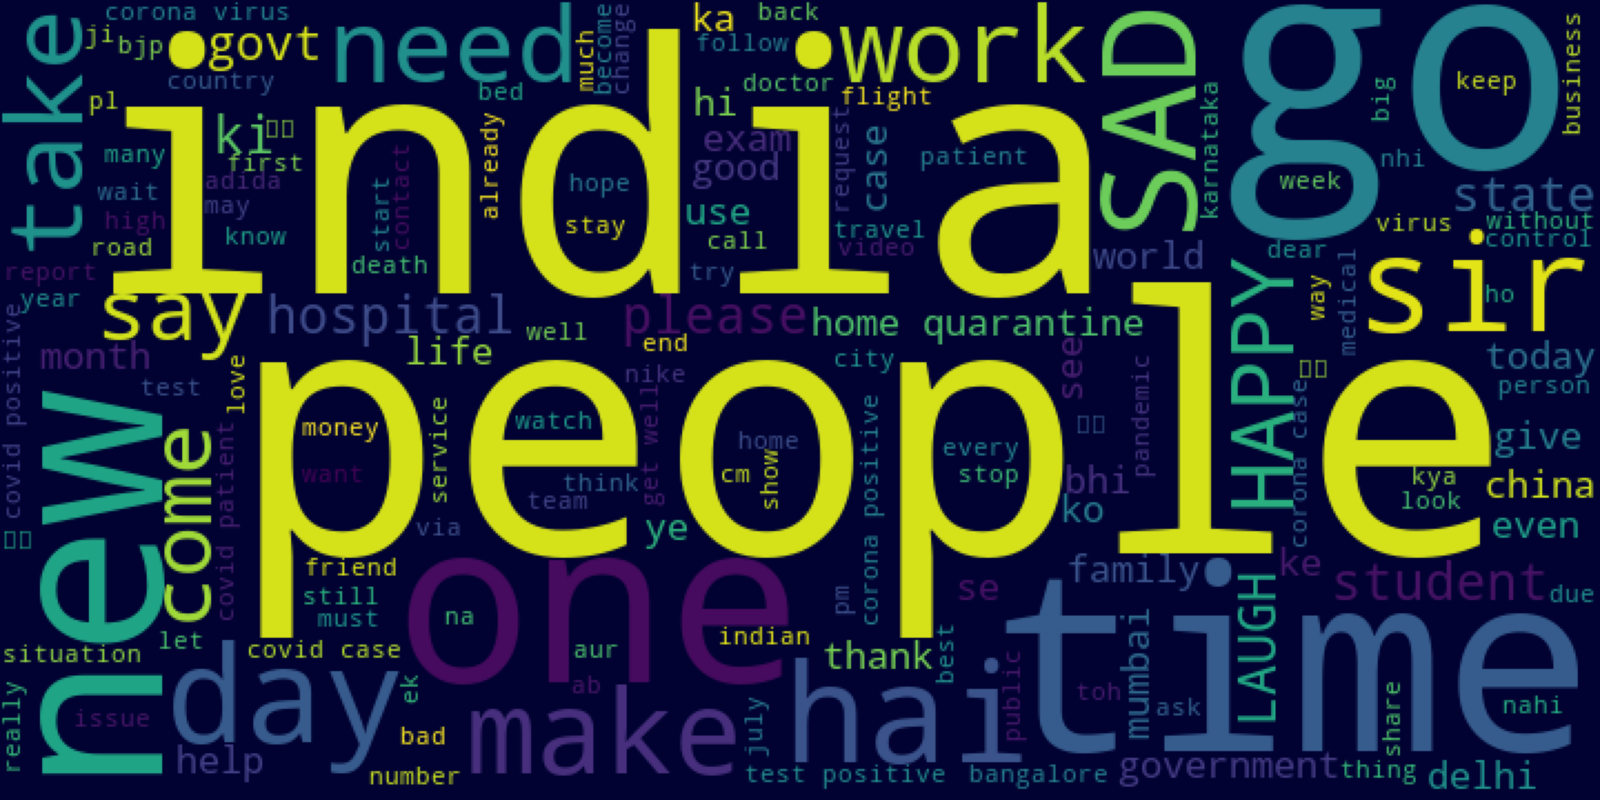 corona virus
ji
bjp
govt
need
much
become
change
ka
back
follow
work
SAD
go
keep
business
take
country
bed
doctor
flight
hi
pl
india
ki
first
many
wait
adida
may
high
road
know
start
contact
already
death
hope
stay
exam
good
use
call
try
request
case
travel
video
patient
karnataka
big
nhi
week
state
virus
without
control
dear
world
report
year
say
hospital
well
please
home quarantine
end
life
city
nike
see
way
medical
sir
ho
HAPPY
today
person
month
test
love
people
money
want
service
watch
think
team
via
get well
home
cm
show
every
stop
pandemic
bhi
ko
corona case
kya
look
give
china
even
covid positive
new
come
covid patient
ye
corona positive
friend
still
must
one
na
pm
se
family
ke
student
due
situation
let
covid case
aur
indian
thank
best
LAUGH
time
really
issue
day
ek
ab
hai
public
toh
mumbai
ask
share
nahi
help
bad
number
make
july
test positive
bangalore
government
thing
delhi